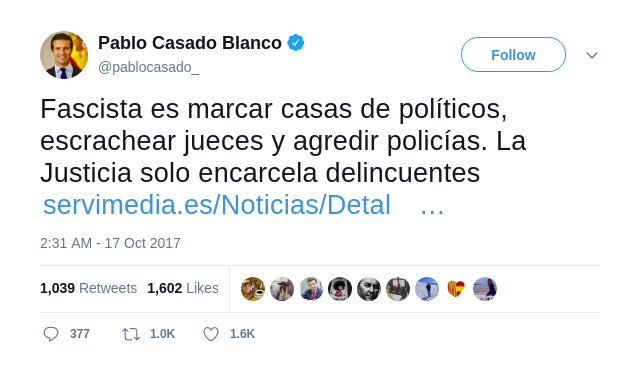 Pablo Casado Blanco
@pablocasado_
Follow
Fascista es marcar casas de políticos,
escrachear jueces y agredir policías. La
Justicia solo encarcela delincuentes
servimedia.es/Noticias/Detal …
2:31 AM - 17 Oct 2017
1,039 Retweets 1,602 Likes
377 1.0K 1.6K